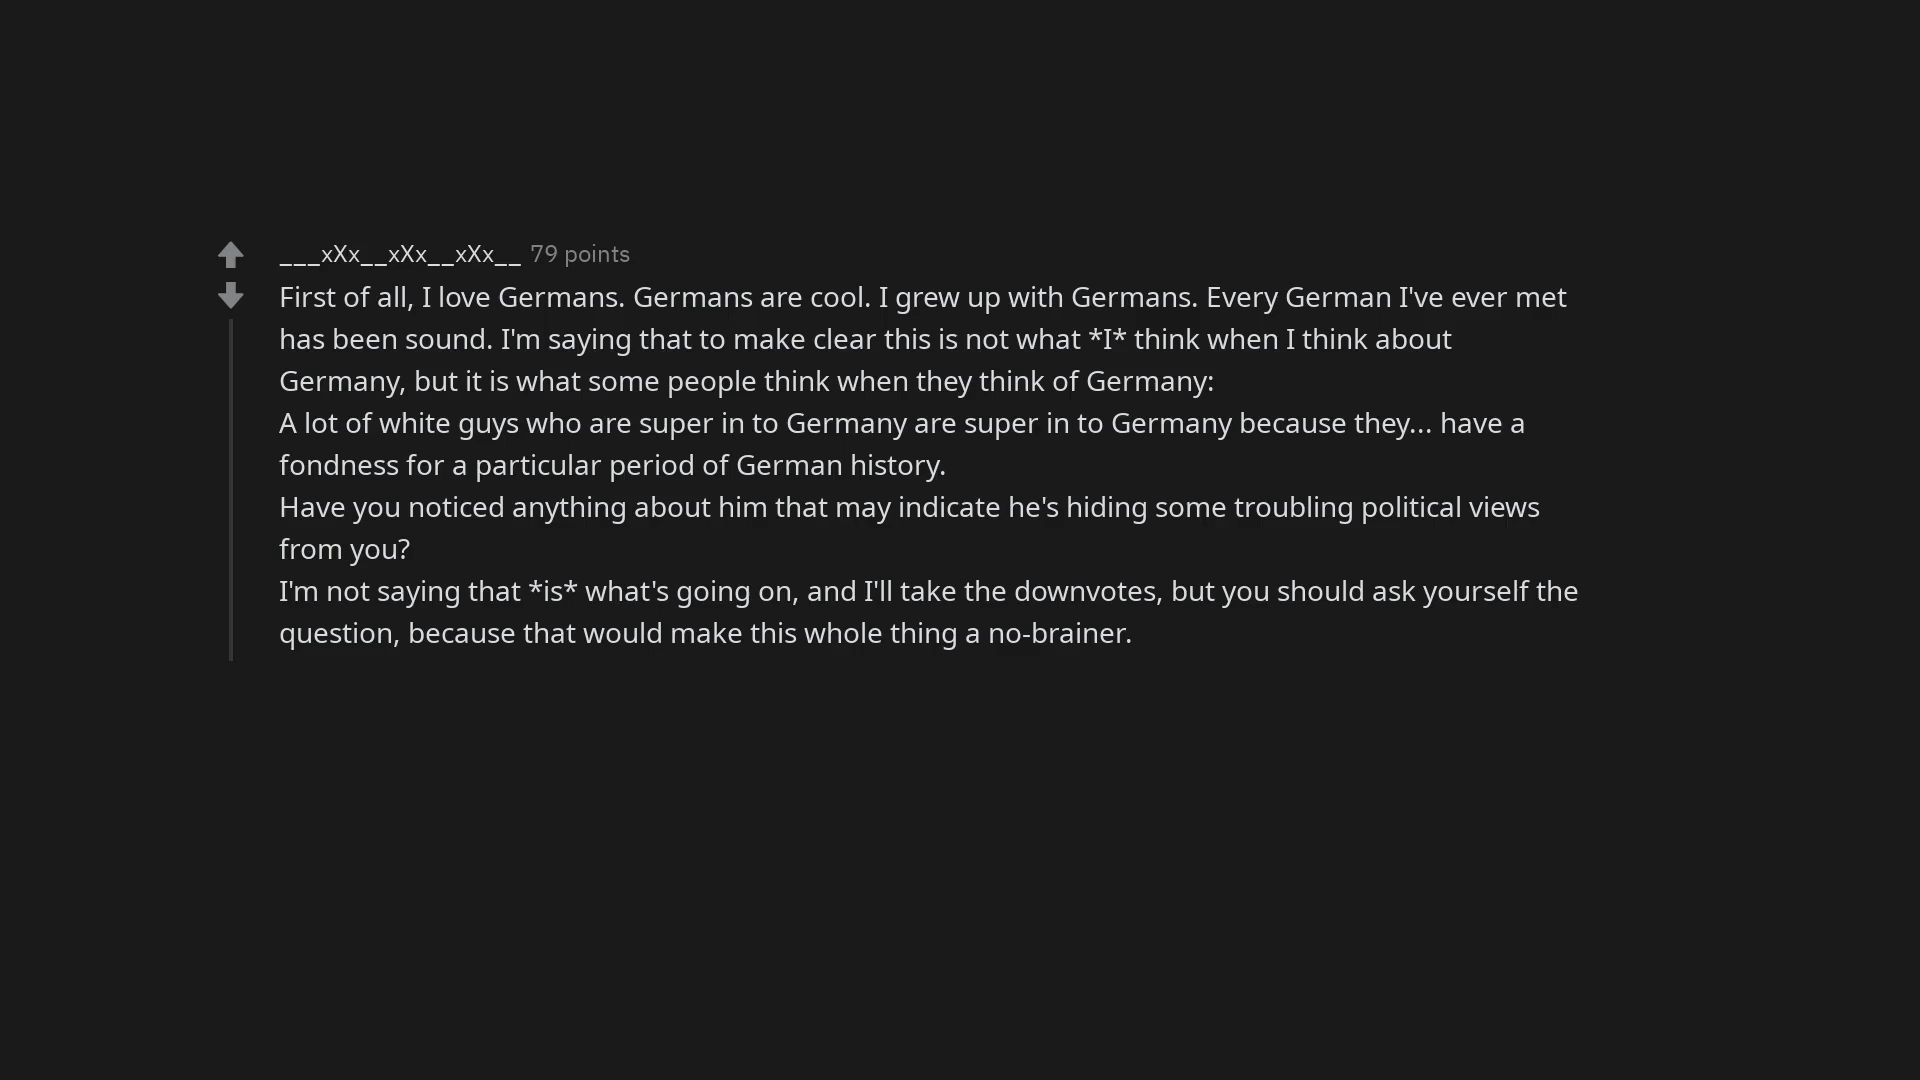 ___xXx__xXx__xXx__ 79 points
First of all, I love Germans. Germans are cool. I grew up with Germans. Every German I've ever met
has been sound. I'm saying that to make clear this is not what *I* think when I think about
Germany, but it is what some people think when they think of Germany:
A lot of white guys who are super in to Germany are super in to Germany because they... have a
fondness for a particular period of German history.
Have you noticed anything about him that may indicate he's hiding some troubling political views
from you?
I'm not saying that *is* what's going on, and I'll take the downvotes, but you should ask yourself the
question, because that would make this whole thing a no-brainer.